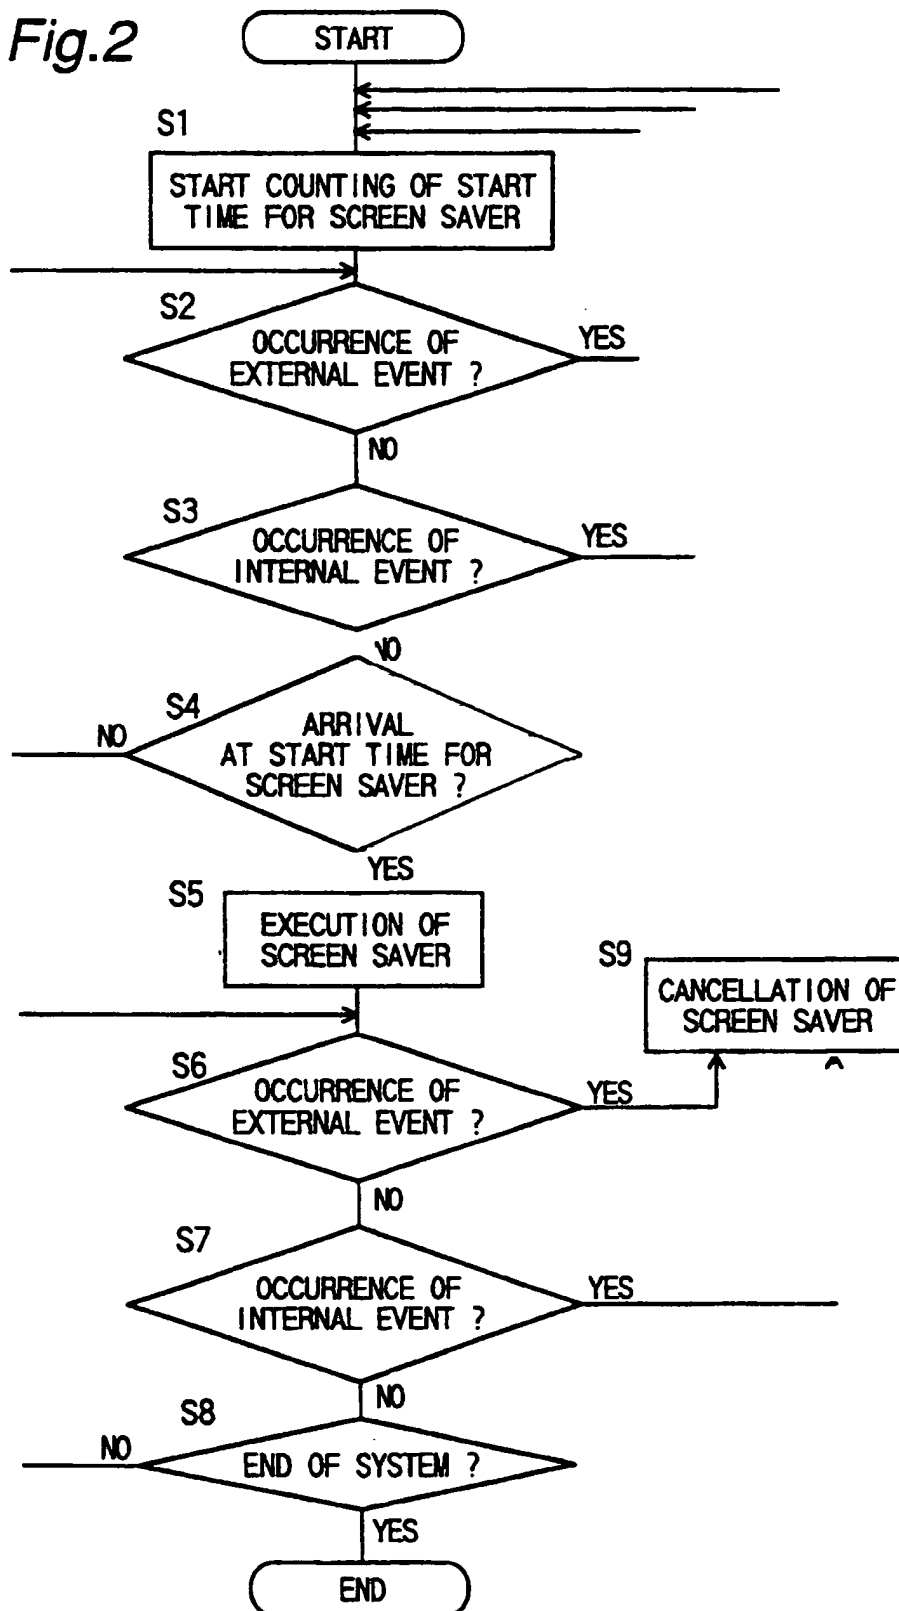 Fig.2
START
S1
START COUNTING OF START
TIME FOR SCREEN SAVER
S2
OCCURRENCE OF
EXTERNAL EVENT ?
YES
NO
S3
OCCURRENCE OF
INTERNAL EVENT ?
YES
NO
S4
NO
ARRIVAL
AT START TIME FOR
SCREEN SAVER ?
YES
S5
EXECUTION OF
SCREEN SAVER
S9
CANCELLATION OF
SCREEN SAVER
S6
OCCURRENCE OF
EXTERNAL EVENT ?
YES
NO
S7
OCCURRENCE OF
INTERNAL EVENT ?
YES
NO
S8
NO
END OF SYSTEM ?
YES
END